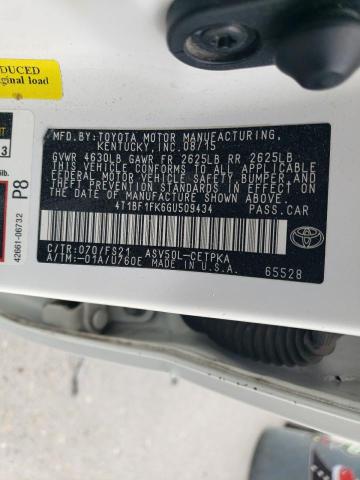 DUCED
iginal load
3
lb.
P8
42661-06732
MFD.BY:TOYOTA MOTOR MANUFACTURING,
KENTUCKY, INC. 08/15
GVWR 4630LB GAWR FR 2625LB RR 2625LB
THIS VEHICLE CONFORMS TO ALL APPLICABLE
FEDERAL MOTOR VEHICLE SAFETY, BUMPER, AND
THEFT PREVENTION STANDARDS IN EFFECT ON THE
DATE OF MANUFACTURE SHOWN ABOVE.
4T1BF1FK6GU509434 PASS.CAR
C/TR:070/FS21 ASV50L-CETPKA
A/TM:-01A/U760E MADE IN U.S.A.
65528